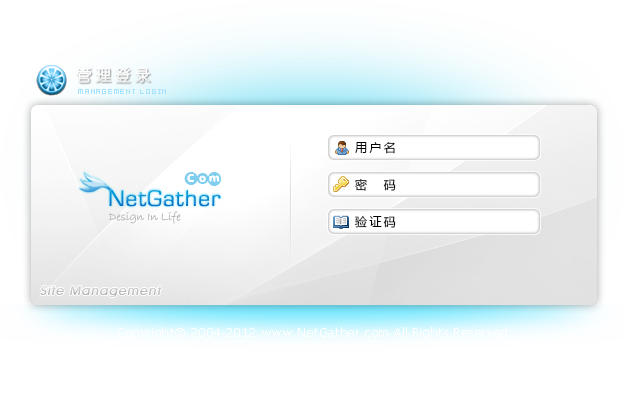 管理登录
MANAGEMENT LOGIN
用户名
Com
NetGather
密 码
Design In Life
验证码
Site Management
Copyright© 2004-2012 www.NetGather.com All Rights Reserved.